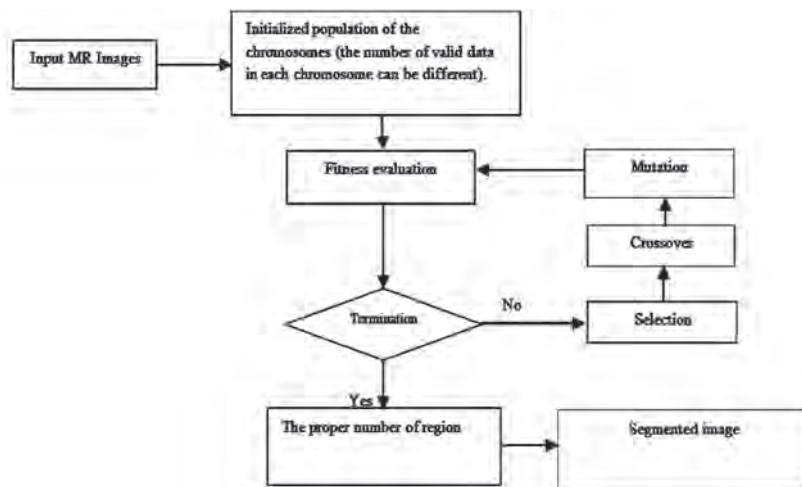 Input MR Images
Initialized population of the
chromosomes (the number of valid data
in each chromosome can be different).
Fitness evaluation
Mutation
Crossover
Termination
No
Selection
Yes
The proper number of region
Segmented image